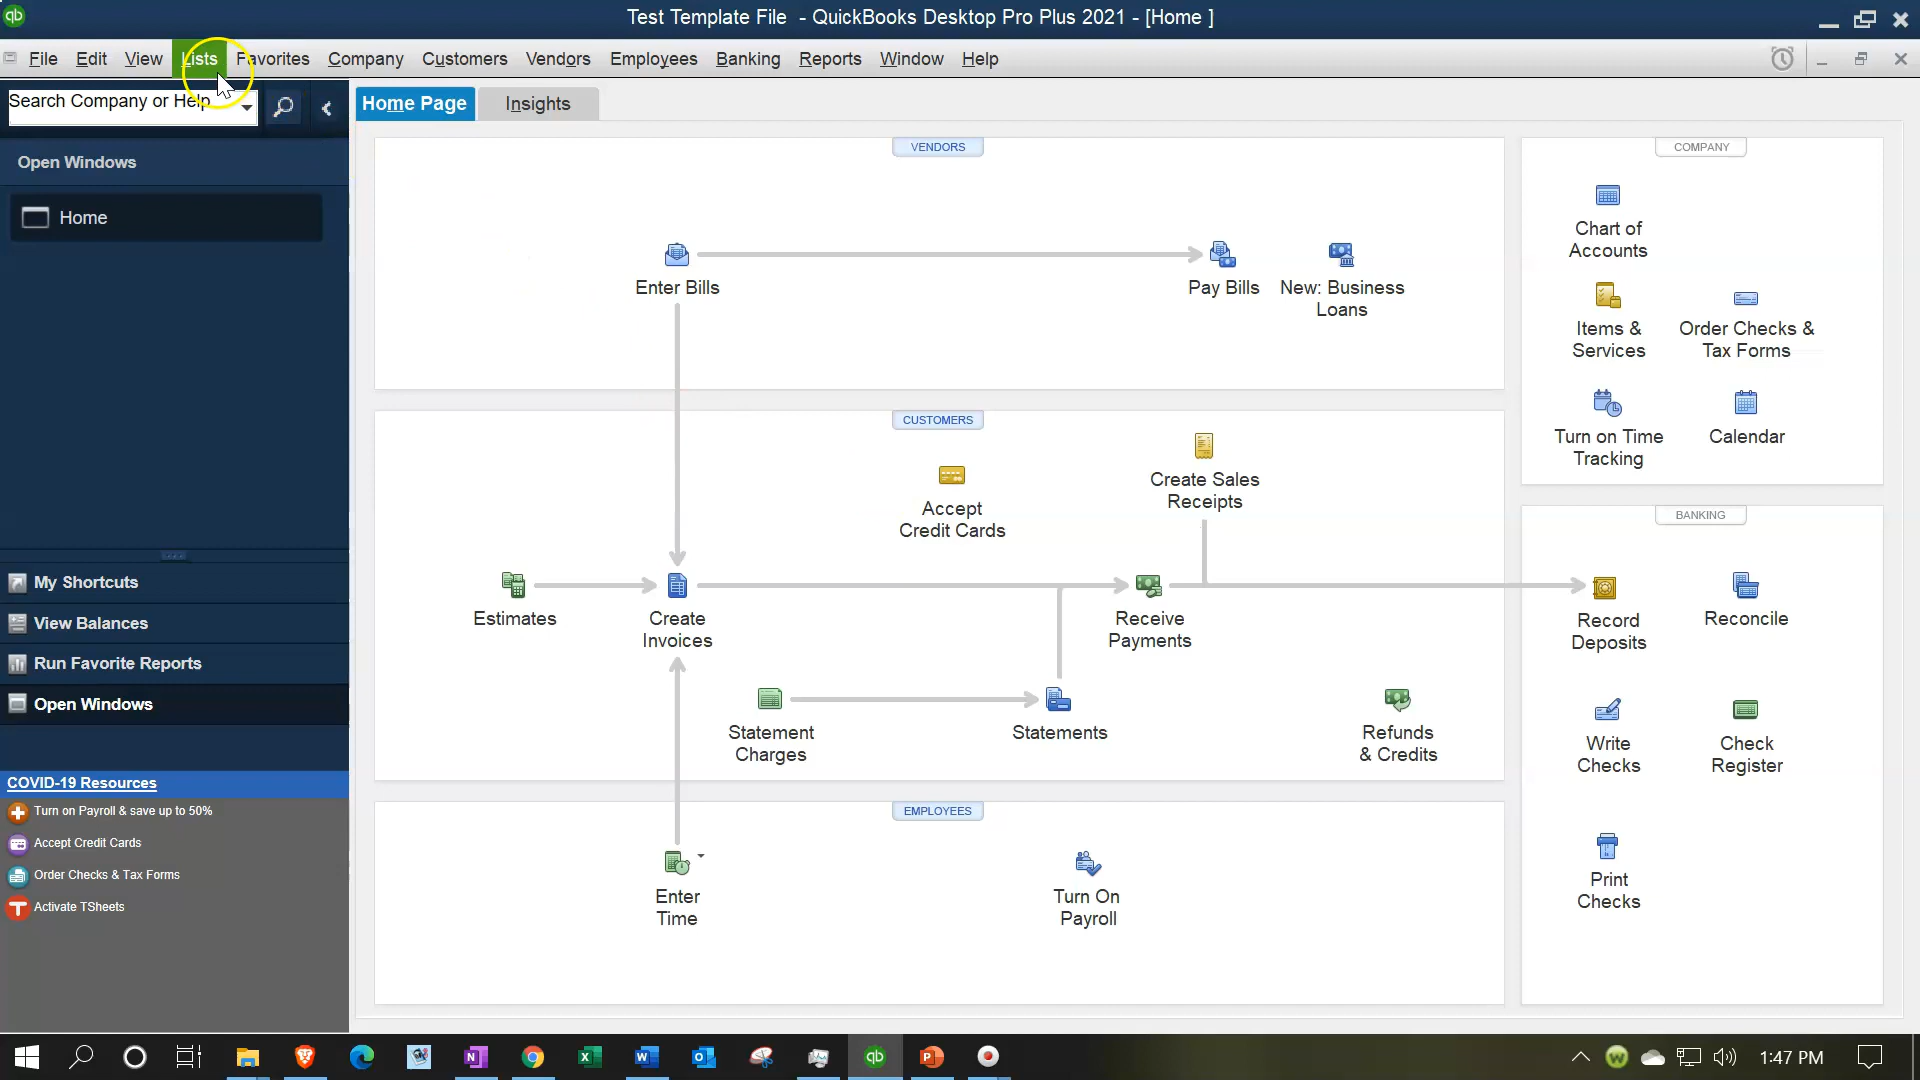 qb
Test Template File - QuickBooks Desktop Pro Plus 2021 - [Home ]
File Edit View Lists Favorites Company Customers Vendors Employees Banking Reports Window Help
Search Company or Help
Home Page Insights
Open Windows
Home
VENDORS
Enter Bills
Pay Bills
New: Business
Loans
COMPANY
Chart of
Accounts
Items &
Services
Order Checks &
Tax Forms
Turn on Time
Tracking
Calendar
CUSTOMERS
Accept
Credit Cards
Create Sales
Receipts
Estimates
Create
Invoices
Receive
Payments
Statement
Charges
Statements
Refunds
& Credits
BANKING
Record
Deposits
Reconcile
Write
Checks
Check
Register
Print
Checks
EMPLOYEES
Enter
Time
Turn On
Payroll
My Shortcuts
View Balances
Run Favorite Reports
Open Windows
COVID-19 Resources
Turn on Payroll & save up to 50%
Accept Credit Cards
Order Checks & Tax Forms
Activate TSheets
1:47 PM